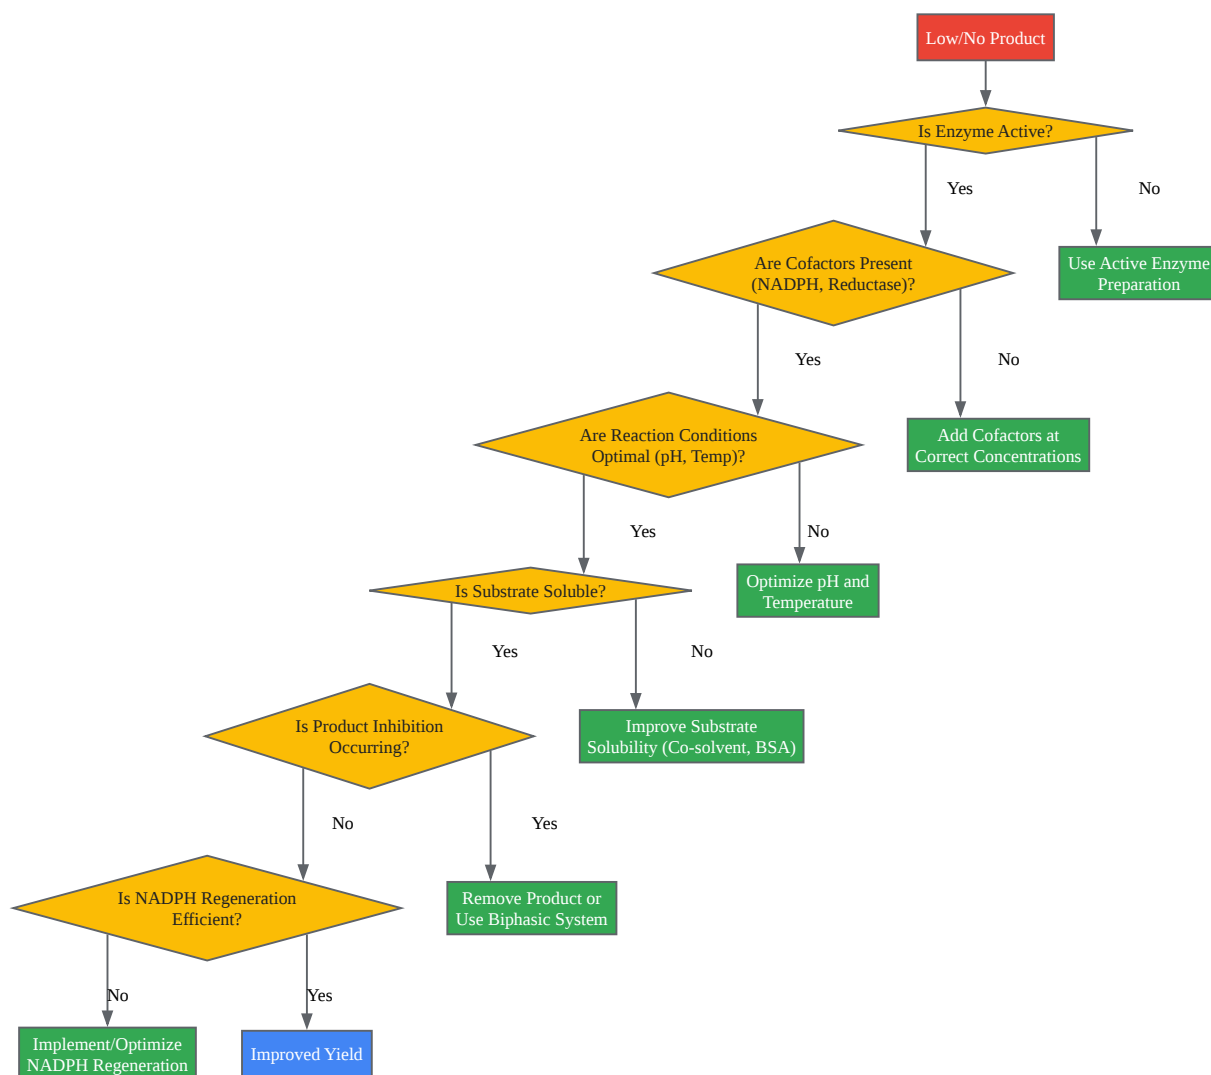 Low/No Product
Is Enzyme Active?
Yes
No
Are Cofactors Present
(NADPH, Reductase)?
Use Active Enzyme
Preparation
Yes
No
Are Reaction Conditions
Optimal (pH, Temp)?
Add Cofactors at
Correct Concentrations
Yes
No
Is Substrate Soluble?
Optimize pH and
Temperature
Yes
No
Is Product Inhibition
Occurring?
Improve Substrate
Solubility (Co-solvent, BSA)
No
Yes
Is NADPH Regeneration
Efficient?
Remove Product or
Use Biphasic System
No
Yes
Implement/Optimize
NADPH Regeneration
Improved Yield